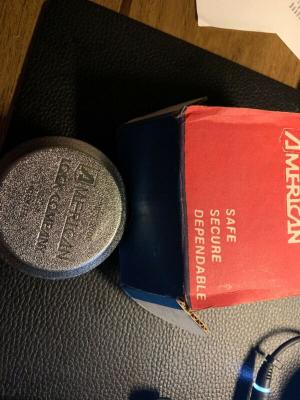 AMERICAN
LOCK COMPANY
AMERICAN
SAFE
SECURE
DEPENDABLE